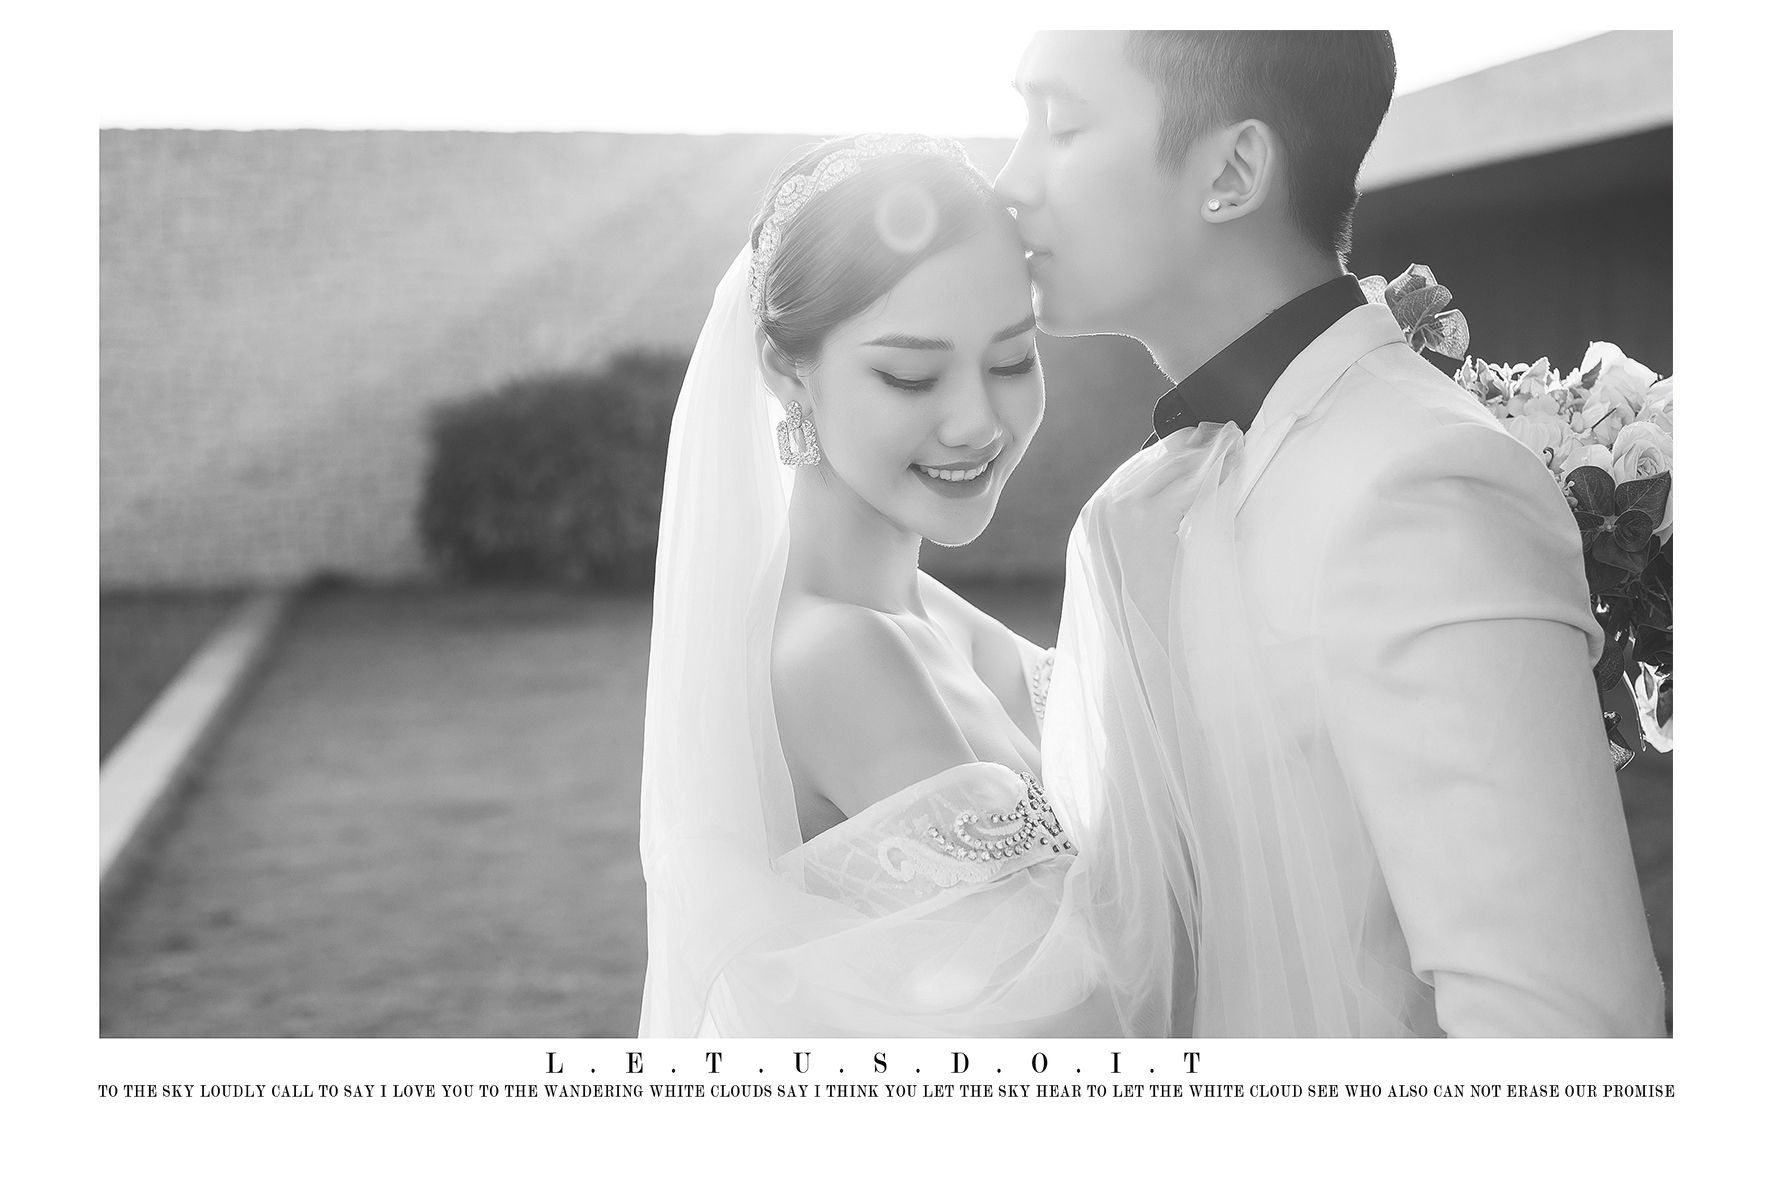 L.E.T.U.S.D.O.I.T
TO THE SKY LOUDLY CALL TO SAY I LOVE YOU TO THE WANDERING WHITE CLOUDS SAY I THINK YOU LET THE SKY HEAR TO LET THE WHITE CLOUD SEE WHO ALSO CAN NOT ERASE OUR PROMISE